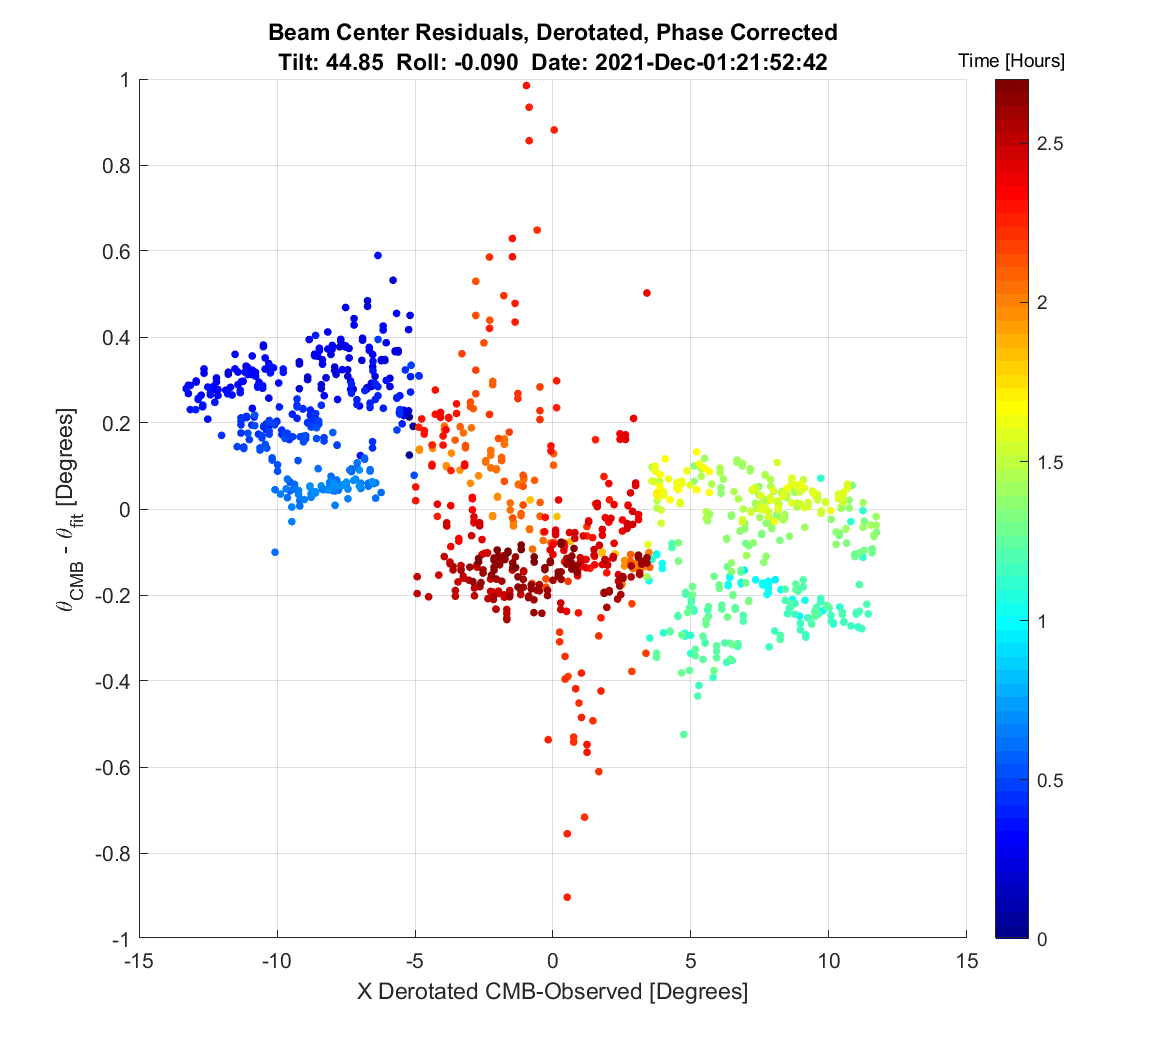 Beam Center Residuals, Derotated, Phase Corrected
Tilt: 44.85 Roll: -0.090 Date: 2021-Dec-01:21:52:42
Time [Hours]
1
0.8
0.6
0.4
0.2
0
-0.2
-0.4
-0.6
-0.8
-1
θCMB - θfit [Degrees]
-15 -10 -5 0 5 10 15
X Derotated CMB-Observed [Degrees]
2.5
2
1.5
1
0.5
0